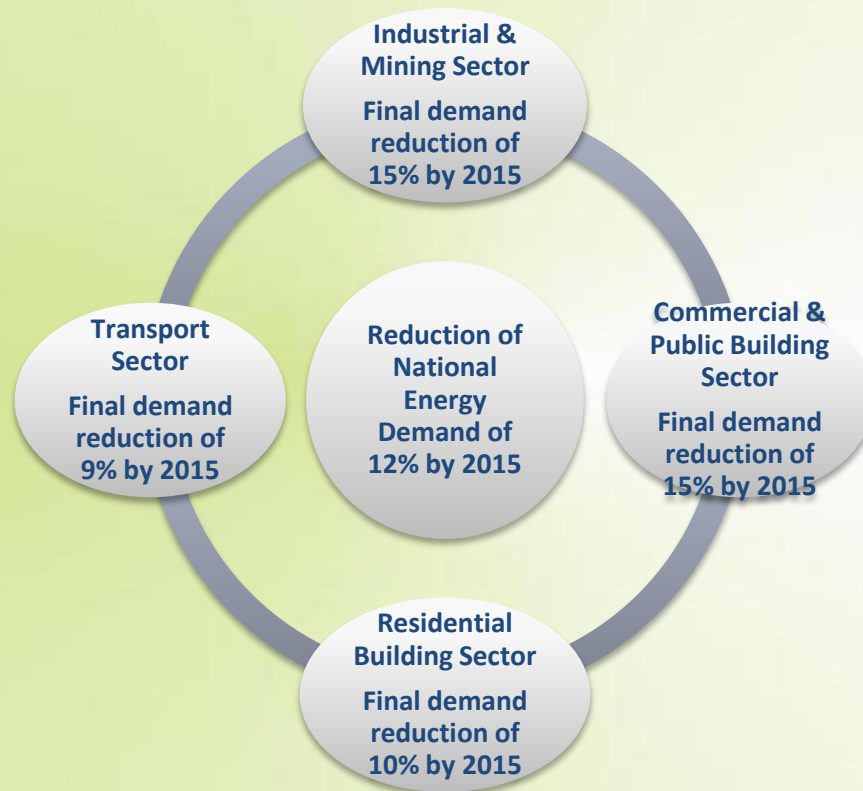 Industrial &
Mining Sector
Final demand
reduction of
15% by 2015
Transport
Sector
Final demand
reduction of
9% by 2015
Reduction of
National
Energy
Demand of
12% by 2015
Commercial &
Public Building
Sector
Final demand
reduction of
15% by 2015
Residential
Building Sector
Final demand
reduction of
10% by 2015